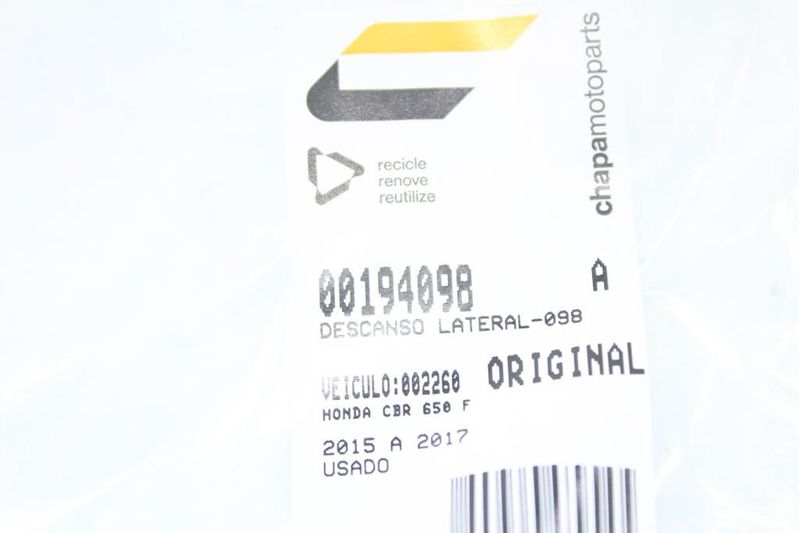 chapamotoparts
recicle
renove
reutilize
00194098 A
DESCANSO LATERAL-098
VEICULO:002260 ORIGINAL
HONDA CBR 650 F
2015 A 2017
USADO